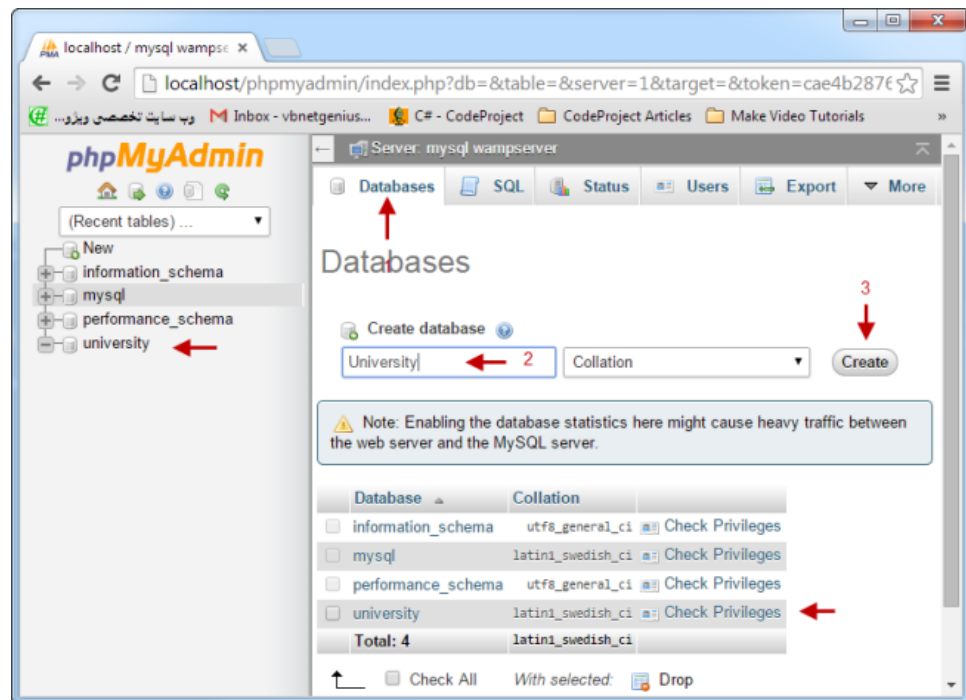 localhost / mysql wampse
localhost/phpmyadmin/index.php?db=&table=&server=1&target=&token=cae4b2876
وب سایت تخصصی ویژو...
Inbox - vbnetgenius...
C# - CodeProject
CodeProject Articles
Make Video Tutorials
»
phpMyAdmin
(Recent tables) ...
New
information_schema
mysql
performance_schema
university
Server: mysql wampserver
Databases
SQL
Status
Users
Export
More
1
Databases
3
Create database
University
2
Collation
Create
Note: Enabling the database statistics here might cause heavy traffic between
the web server and the MySQL server.
Database Collation
information_schema utf8_general_ci Check Privileges
mysql latin1_swedish_ci Check Privileges
performance_schema utf8_general_ci Check Privileges
university latin1_swedish_ci Check Privileges
Total: 4 latin1_swedish_ci
Check All With selected: Drop